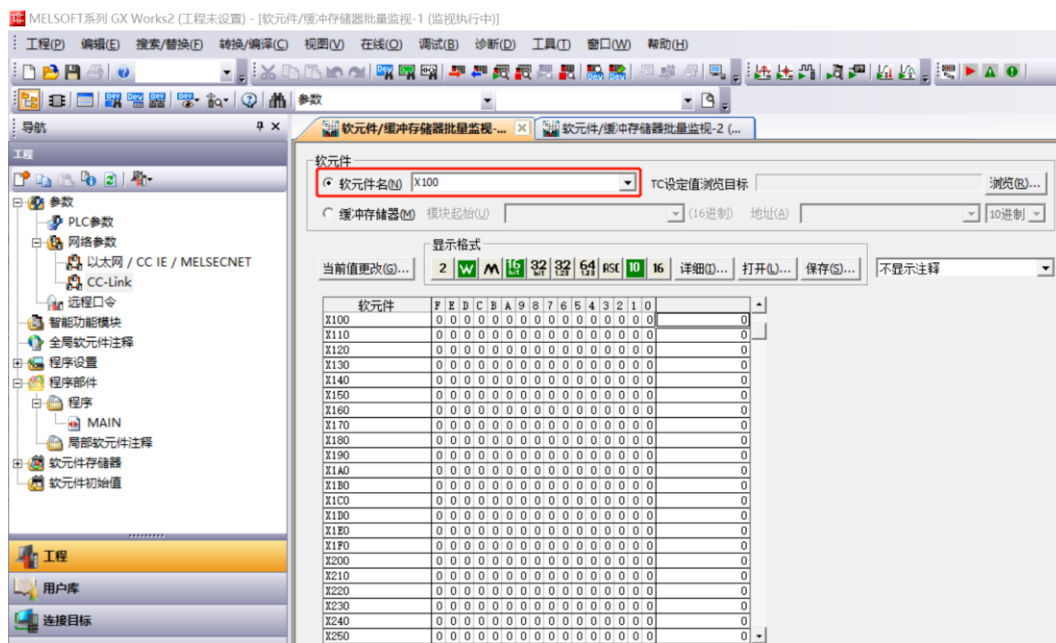 MELSOFT系列 GX Works2 (工程未设置) - [软元件/缓冲存储器批量监视-1 (监视执行中)]
工程(P) 编辑(E) 搜索/替换(F) 转换/编译(C) 视图(V) 在线(O) 调试(B) 诊断(D) 工具(T) 窗口(W) 帮助(H)
参数
导航
软元件/缓冲存储器批量监视-... 软元件/缓冲存储器批量监视-2 (...
工程
软元件
软元件名(N) X100 TC设定值浏览目标 浏览(R)...
缓冲存储器(M) 模块起始(U) (16进制) 地址(A) 10进制
显示格式
当前值更改(G)... 2 W M 16 bit 32 bit 32 1.23 64 1.23 ASC 10 16 详细(I)... 打开(L)... 保存(S)... 不显示注释
参数
PLC参数
网络参数
以太网 / CC IE / MELSECNET
CC-Link
远程口令
智能功能模块
全局软元件注释
程序设置
程序部件
程序
MAIN
局部软元件注释
软元件存储器
软元件初始值
工程
用户库
连接目标
软元件 F E D C B A 9 8 7 6 5 4 3 2 1 0
X100 0 0 0 0 0 0 0 0 0 0 0 0 0 0 0 0 0
X110 0 0 0 0 0 0 0 0 0 0 0 0 0 0 0 0 0
X120 0 0 0 0 0 0 0 0 0 0 0 0 0 0 0 0 0
X130 0 0 0 0 0 0 0 0 0 0 0 0 0 0 0 0 0
X140 0 0 0 0 0 0 0 0 0 0 0 0 0 0 0 0 0
X150 0 0 0 0 0 0 0 0 0 0 0 0 0 0 0 0 0
X160 0 0 0 0 0 0 0 0 0 0 0 0 0 0 0 0 0
X170 0 0 0 0 0 0 0 0 0 0 0 0 0 0 0 0 0
X180 0 0 0 0 0 0 0 0 0 0 0 0 0 0 0 0 0
X190 0 0 0 0 0 0 0 0 0 0 0 0 0 0 0 0 0
X1A0 0 0 0 0 0 0 0 0 0 0 0 0 0 0 0 0 0
X1B0 0 0 0 0 0 0 0 0 0 0 0 0 0 0 0 0 0
X1C0 0 0 0 0 0 0 0 0 0 0 0 0 0 0 0 0 0
X1D0 0 0 0 0 0 0 0 0 0 0 0 0 0 0 0 0 0
X1E0 0 0 0 0 0 0 0 0 0 0 0 0 0 0 0 0 0
X1F0 0 0 0 0 0 0 0 0 0 0 0 0 0 0 0 0 0
X200 0 0 0 0 0 0 0 0 0 0 0 0 0 0 0 0 0
X210 0 0 0 0 0 0 0 0 0 0 0 0 0 0 0 0 0
X220 0 0 0 0 0 0 0 0 0 0 0 0 0 0 0 0 0
X230 0 0 0 0 0 0 0 0 0 0 0 0 0 0 0 0 0
X240 0 0 0 0 0 0 0 0 0 0 0 0 0 0 0 0 0
X250 0 0 0 0 0 0 0 0 0 0 0 0 0 0 0 0 0